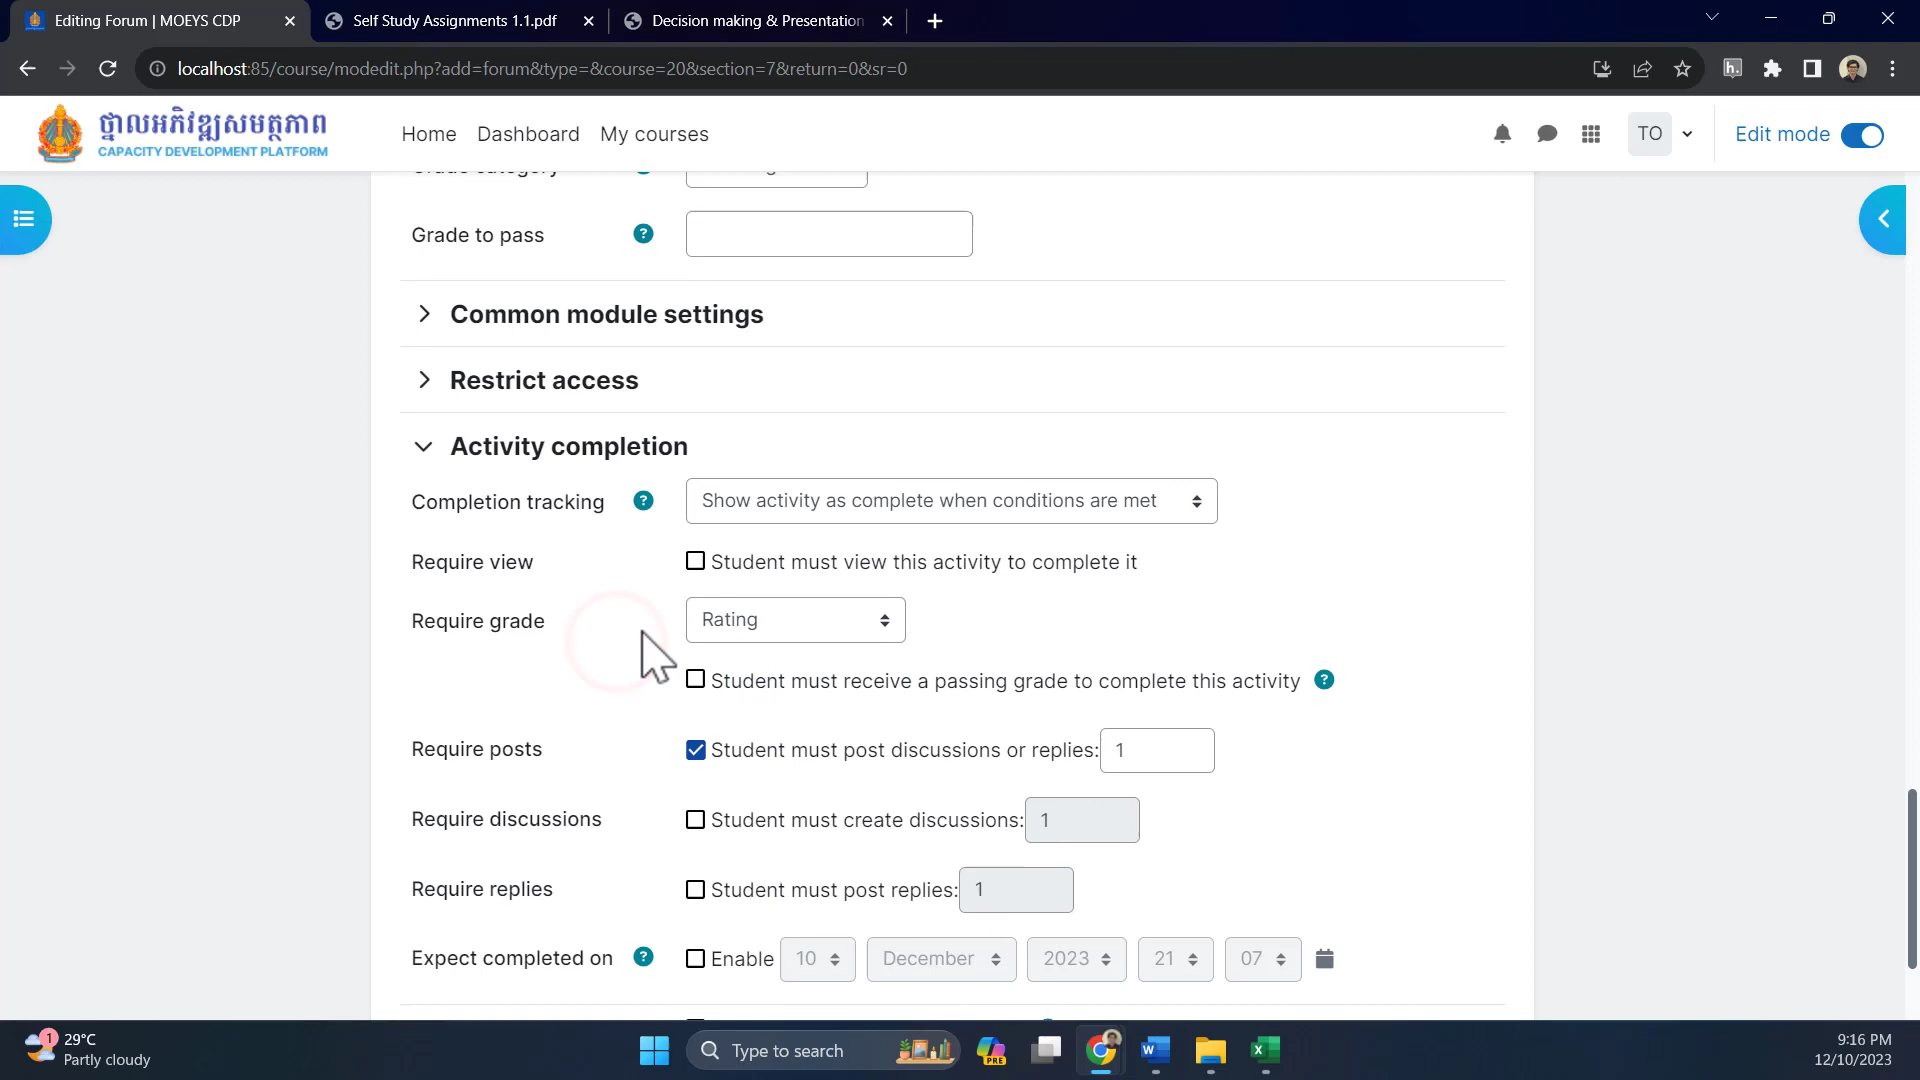 Editing Forum | MOEYS CDP
Self Study Assignments 1.1.pdf
Decision making & Presentation
localhost:85/course/modedit.php?add=forum&type=&course=20&section=7&return=0&sr=0
ថ្នាលអភិវឌ្ឍសមត្ថភាព
CAPACITY DEVELOPMENT PLATFORM
Home Dashboard My courses
TO
Edit mode
Grade category
Grade to pass
Common module settings
Restrict access
Activity completion
Completion tracking Show activity as complete when conditions are met
Require view Student must view this activity to complete it
Require grade Rating
Student must receive a passing grade to complete this activity
Require posts Student must post discussions or replies: 1
Require discussions Student must create discussions: 1
Require replies Student must post replies: 1
Expect completed on Enable 10 December 2023 21 07
1
29°C
Partly cloudy
Type to search
PRE
9:16 PM
12/10/2023